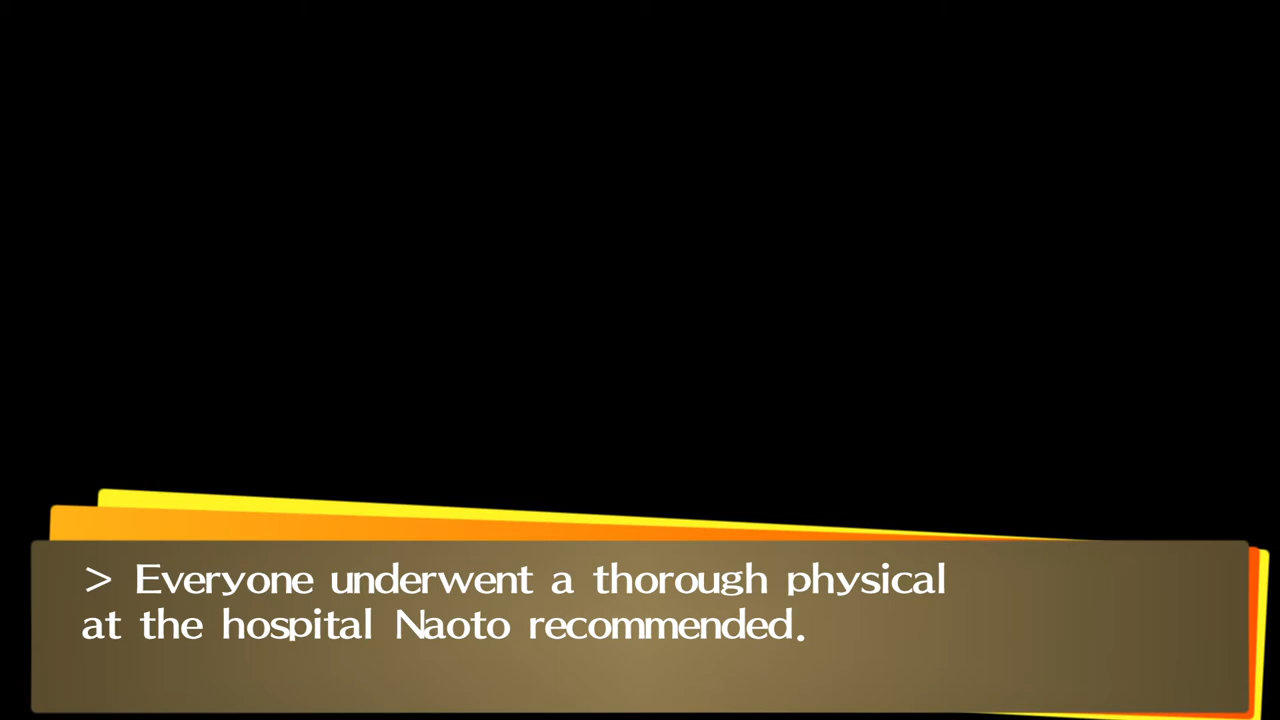 > Everyone underwent a thorough physical
at the hospital Naoto recommended.